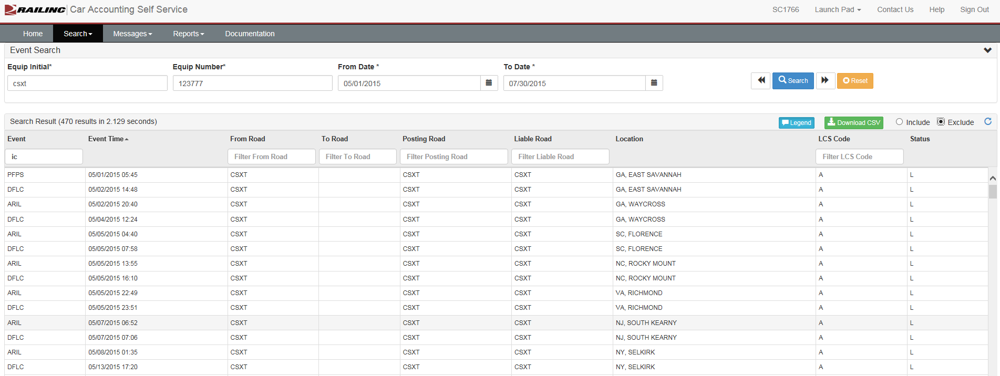 RAILINC Car Accounting Self Service SC1766 Launch Pad Contact Us Help Sign Out
Home Search Messages Reports Documentation
Event Search
Equip Initial* Equip Number* From Date * To Date *
csxt 123777 05/01/2015 07/30/2015 Search Reset
Search Result (470 results in 2.129 seconds) Legend Download CSV Include Exclude
Event Event Time From Road To Road Posting Road Liable Road Location LCS Code Status
ic Filter From Road Filter To Road Filter Posting Road Filter Liable Road Filter LCS Code
PFPS 05/01/2015 05:45 CSXT CSXT CSXT GA, EAST SAVANNAH A L
DFLC 05/02/2015 14:48 CSXT CSXT CSXT GA, EAST SAVANNAH A L
ARIL 05/02/2015 20:40 CSXT CSXT CSXT GA, WAYCROSS A L
DFLC 05/04/2015 12:24 CSXT CSXT CSXT GA, WAYCROSS A L
ARIL 05/05/2015 04:40 CSXT CSXT CSXT SC, FLORENCE A L
DFLC 05/05/2015 07:58 CSXT CSXT CSXT SC, FLORENCE A L
ARIL 05/05/2015 13:55 CSXT CSXT CSXT NC, ROCKY MOUNT A L
DFLC 05/05/2015 16:10 CSXT CSXT CSXT NC, ROCKY MOUNT A L
ARIL 05/05/2015 22:49 CSXT CSXT CSXT VA, RICHMOND A L
DFLC 05/05/2015 23:51 CSXT CSXT CSXT VA, RICHMOND A L
ARIL 05/07/2015 06:52 CSXT CSXT CSXT NJ, SOUTH KEARNY A L
DFLC 05/07/2015 07:06 CSXT CSXT CSXT NJ, SOUTH KEARNY A L
ARIL 05/08/2015 01:35 CSXT CSXT CSXT NY, SELKIRK A L
DFLC 05/13/2015 17:20 CSXT CSXT CSXT NY, SELKIRK A L